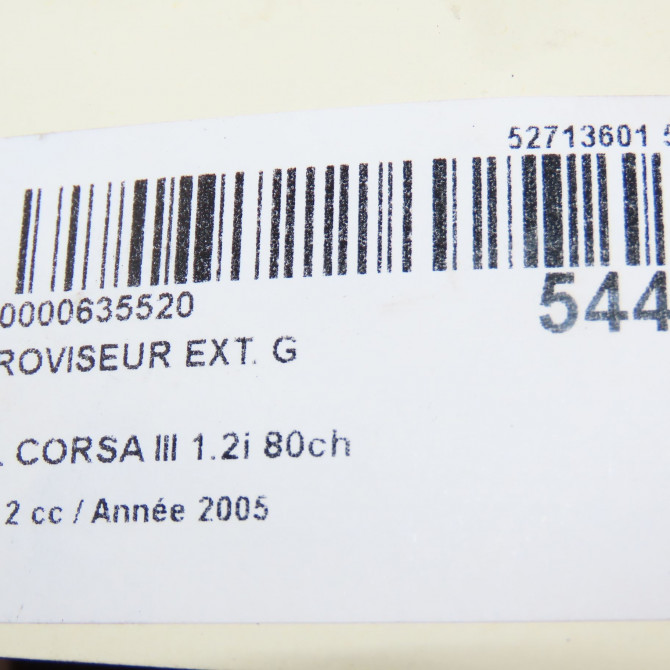 52713601 5
0000635520
544
ROVISEUR EXT. G
CORSA III 1.2i 80ch
2 cc / Année 2005